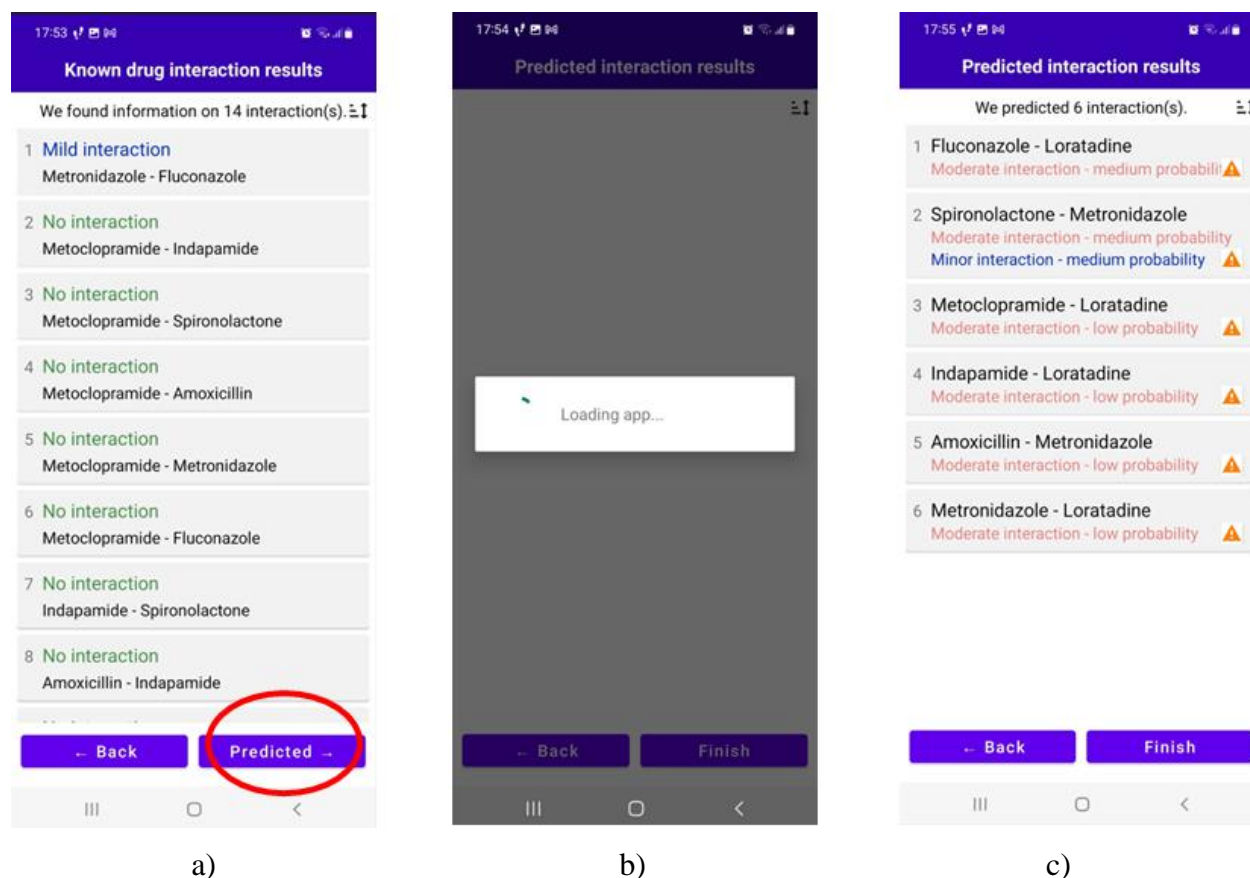 17:53
Known drug interaction results
We found information on 14 interaction(s).
1 Mild interaction
Metronidazole - Fluconazole
2 No interaction
Metoclopramide - Indapamide
3 No interaction
Metoclopramide - Spironolactone
4 No interaction
Metoclopramide - Amoxicillin
5 No interaction
Metoclopramide - Metronidazole
6 No interaction
Metoclopramide - Fluconazole
7 No interaction
Indapamide - Spironolactone
8 No interaction
Amoxicillin - Indapamide
← Back
Predicted →
a)
17:54
Predicted interaction results
Loading app...
← Back
Finish
b)
17:55
Predicted interaction results
We predicted 6 interaction(s).
1 Fluconazole - Loratadine
Moderate interaction - medium probabili
2 Spironolactone - Metronidazole
Moderate interaction - medium probability
Minor interaction - medium probability
3 Metoclopramide - Loratadine
Moderate interaction - low probability
4 Indapamide - Loratadine
Moderate interaction - low probability
5 Amoxicillin - Metronidazole
Moderate interaction - low probability
6 Metronidazole - Loratadine
Moderate interaction - low probability
← Back
Finish
c)